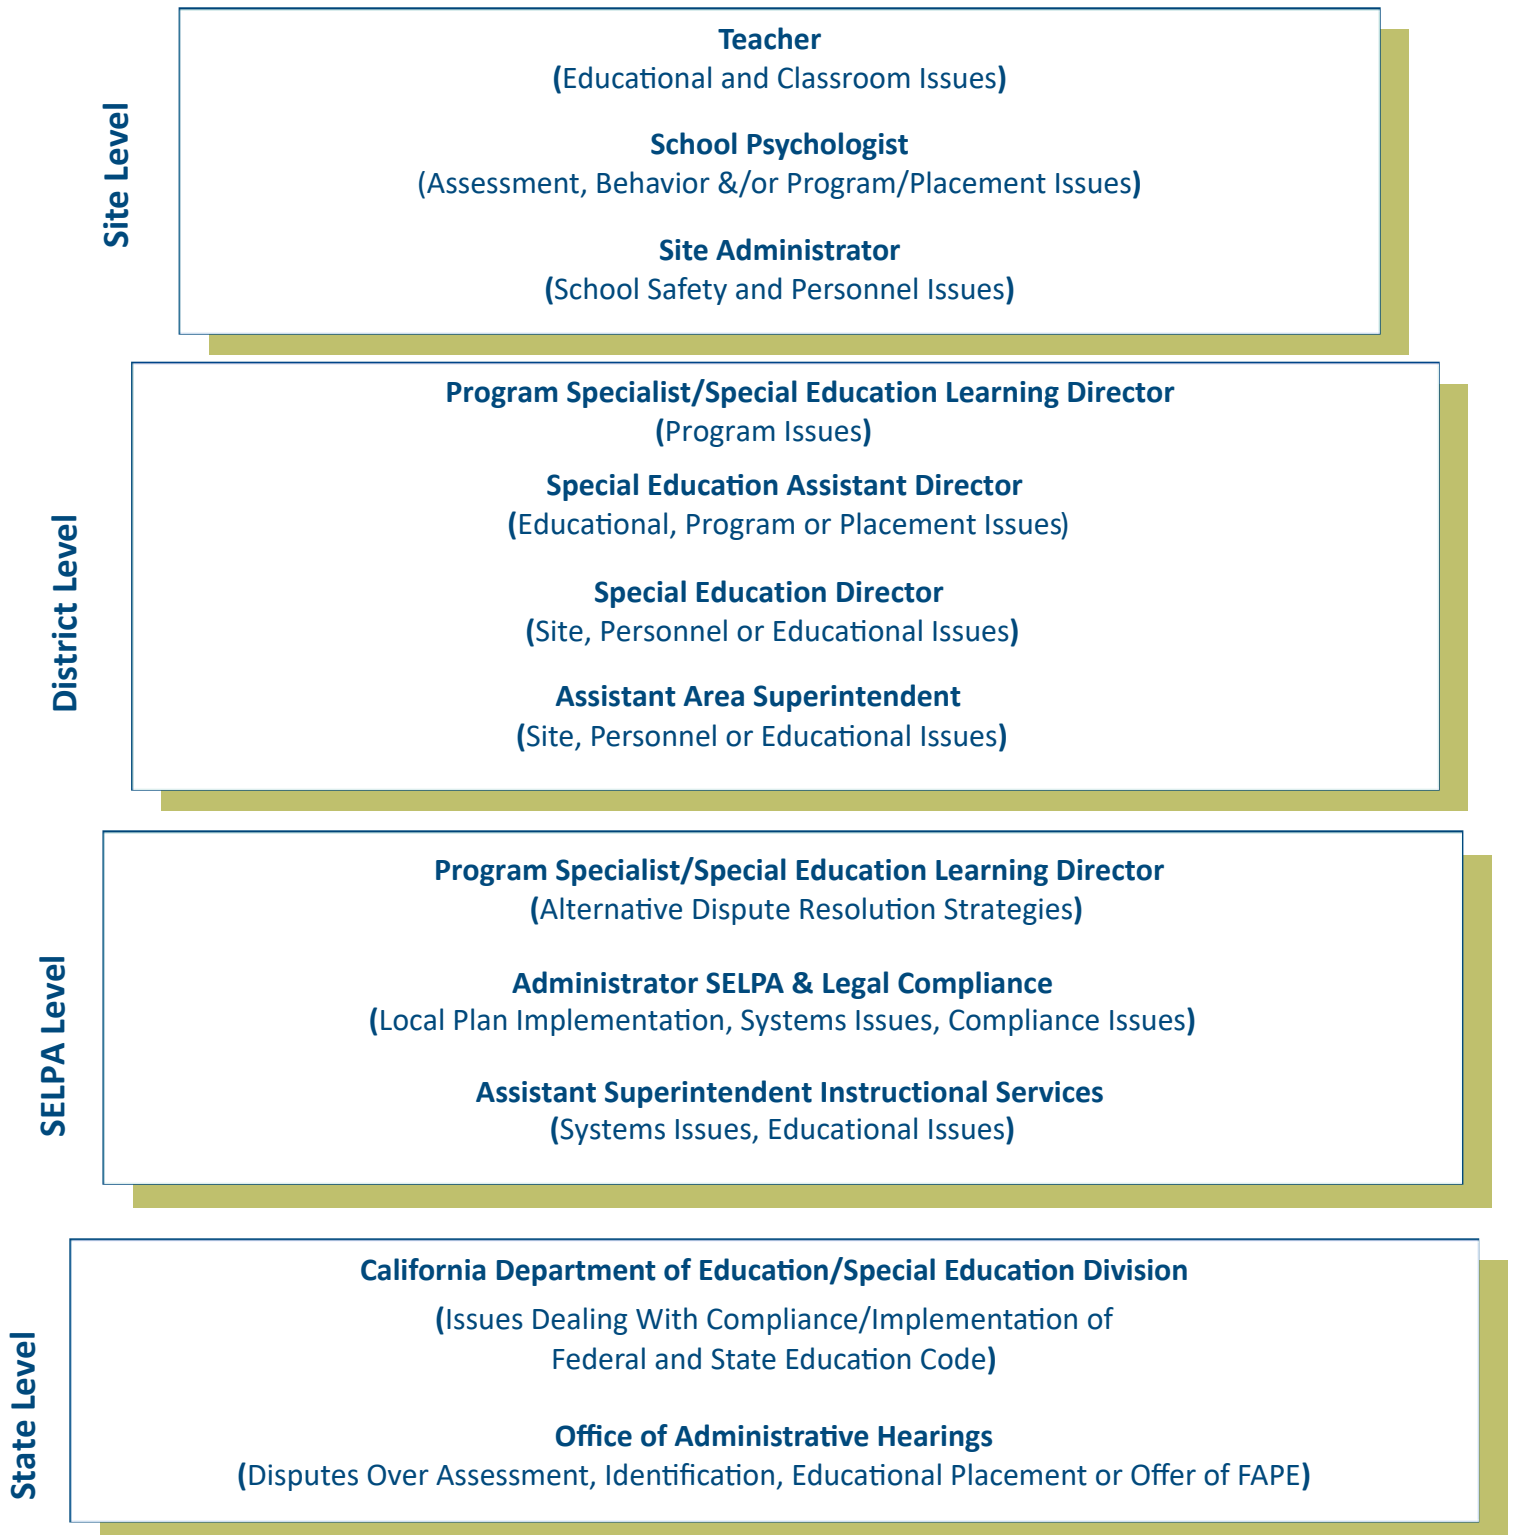 Site Level
Teacher
(Educational and Classroom Issues)
School Psychologist
(Assessment, Behavior &/or Program/Placement Issues)
Site Administrator
(School Safety and Personnel Issues)
District Level
Program Specialist/Special Education Learning Director
(Program Issues)
Special Education Assistant Director
(Educational, Program or Placement Issues)
Special Education Director
(Site, Personnel or Educational Issues)
Assistant Area Superintendent
(Site, Personnel or Educational Issues)
SELPA Level
Program Specialist/Special Education Learning Director
(Alternative Dispute Resolution Strategies)
Administrator SELPA & Legal Compliance
(Local Plan Implementation, Systems Issues, Compliance Issues)
Assistant Superintendent Instructional Services
(Systems Issues, Educational Issues)
State Level
California Department of Education/Special Education Division
(Issues Dealing With Compliance/Implementation of
Federal and State Education Code)
Office of Administrative Hearings
(Disputes Over Assessment, Identification, Educational Placement or Offer of FAPE)